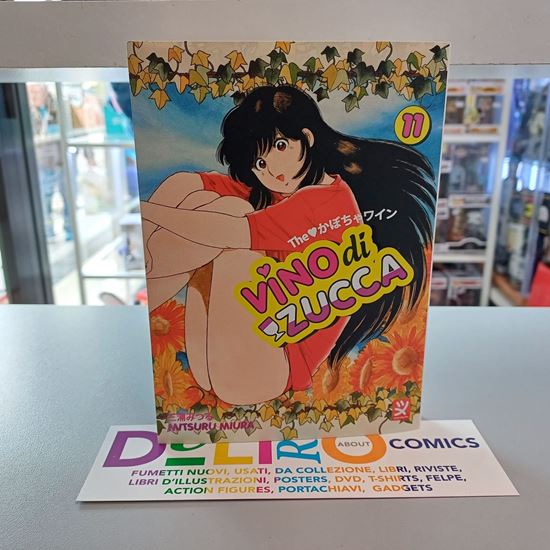 11
The♥かぼちゃワイン
VINO di
ZUCCA
三浦みつる
MITSURU MIURA
ABOUT
COMICS
FUMETTI NUOVI, USATI, DA COLLEZIONE, LIBRI, RIVISTE,
LIBRI D'ILLUSTRAZIONI, POSTERS, DVD, T-SHIRTS, FELPE,
ACTION FIGURES, PORTACHIAVI, GADGETS